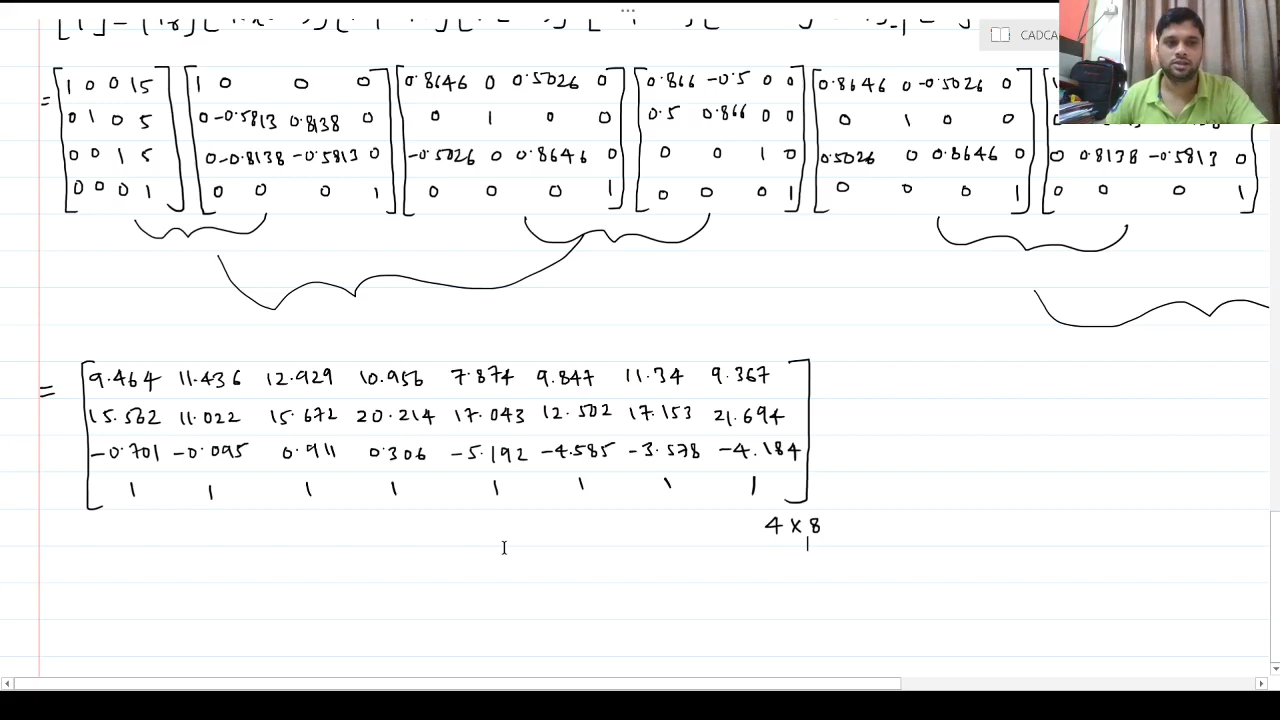 CADCA
= [1 0 0 15] [1 0 0 0] [0.8646 0 0.5026 0] [0.866 -0.5 0 0] [0.8646 0 -0.5026 0]
[0 1 0 5] [0 -0.5813 0.8138 0] [0 1 0 0] [0.5 0.866 0 0] [0 1 0 0]
[0 0 1 5] [0 -0.8138 -0.5813 0] [-0.5026 0 0.8646 0] [0 0 1 0] [0.5026 0 0.8646 0] [0 0.8138 -0.5813 0]
[0 0 0 1] [0 0 0 1] [0 0 0 1] [0 0 0 1] [0 0 0 1] [0 0 0 1]
= [9.464 11.436 12.929 10.956 7.874 9.847 11.34 9.367]
[15.562 11.022 15.672 20.214 17.043 12.502 17.153 21.694]
[-0.701 -0.095 0.911 0.306 -5.192 -4.585 -3.578 -4.184]
[1 1 1 1 1 1 1 1]
4 x 8